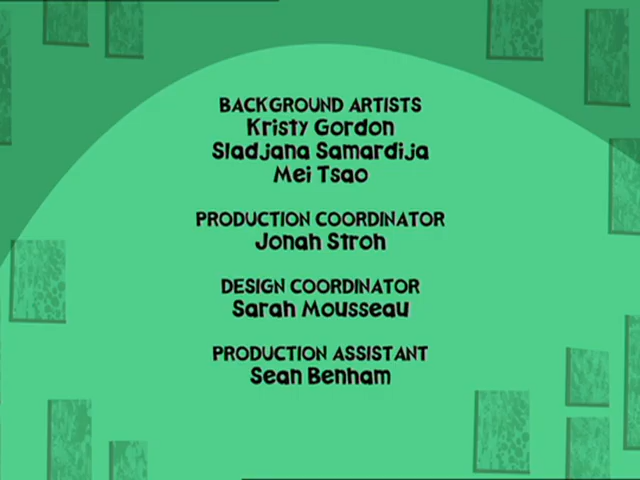 BACKGROUND ARTISTS
Kristy Gordon
Sladjana Samardija
Mei Tsao
PRODUCTION COORDINATOR
Jonah Stroh
DESIGN COORDINATOR
Sarah Mousseau
PRODUCTION ASSISTANT
Sean Benham